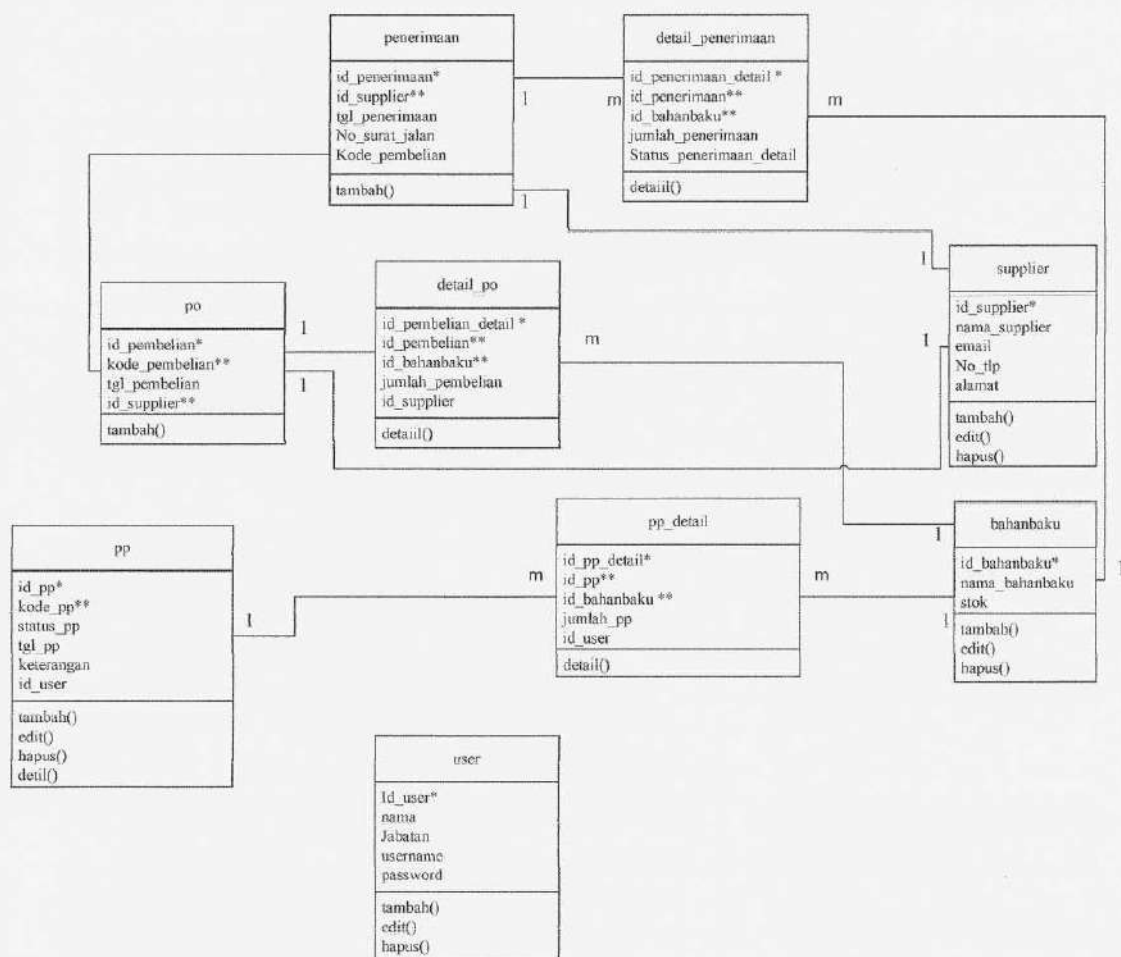 penerimaan
id_penerimaan*
id_supplier**
tgl_penerimaan
No_surat_jalan
Kode_pembelian
tambah()
1
m
1
detail_penerimaan
id_penerimaan_detail *
id_penerimaan**
id_bahanbaku**
jumlah_penerimaan
Status_penerimaan_detail
detaiil()
m
po
id_pembelian*
kode_pembelian**
tgl_pembelian
id_supplier**
tambah()
1
1
detail_po
id_pembelian_detail *
id_pembelian**
id_bahanbaku**
jumlah_pembelian
id_supplier
detaiil()
m
1
1
supplier
id_supplier*
nama_supplier
email
No_tlp
alamat
tambah()
edit()
hapus()
pp
id_pp*
kode_pp**
status_pp
tgl_pp
keterangan
id_user
tambah()
edit()
hapus()
detil()
1
m
pp_detail
id_pp_detail*
id_pp**
id_bahanbaku **
jumlah_pp
id_user
detail()
m
1
1
bahanbaku
id_bahanbaku*
nama_bahanbaku
stok
tambah()
edit()
hapus()
1
user
Id_user*
nama
Jabatan
username
password
tambah()
edit()
hapus()